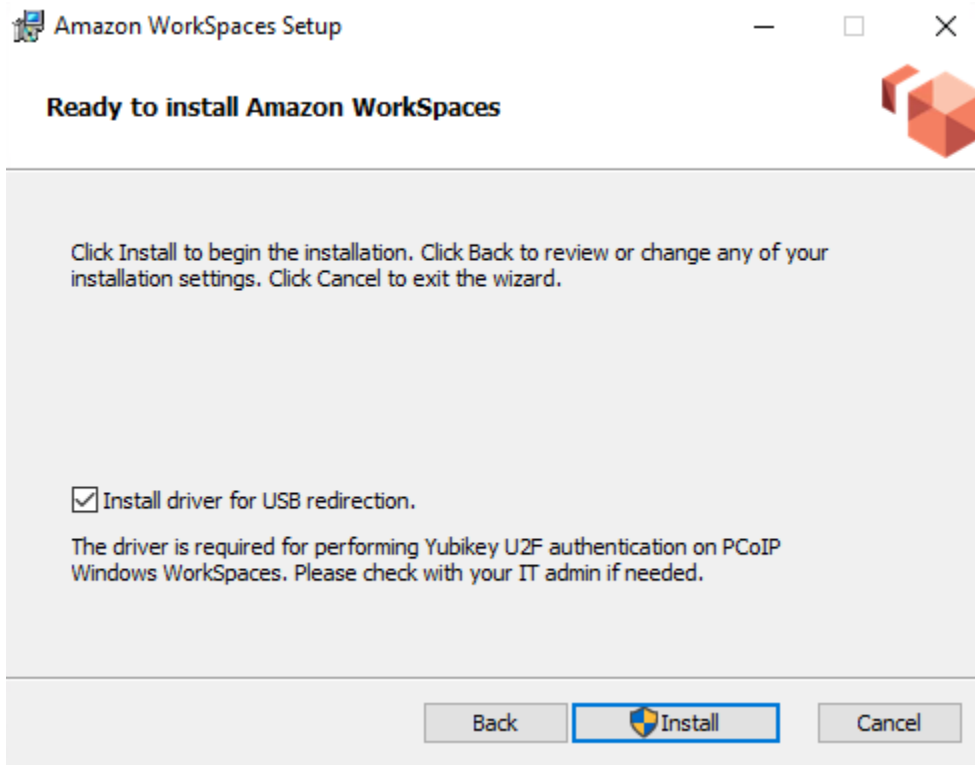 Amazon WorkSpaces Setup
Ready to install Amazon WorkSpaces
Click Install to begin the installation. Click Back to review or change any of your
installation settings. Click Cancel to exit the wizard.
Install driver for USB redirection.
The driver is required for performing Yubikey U2F authentication on PCoIP
Windows WorkSpaces. Please check with your IT admin if needed.
Back Install Cancel